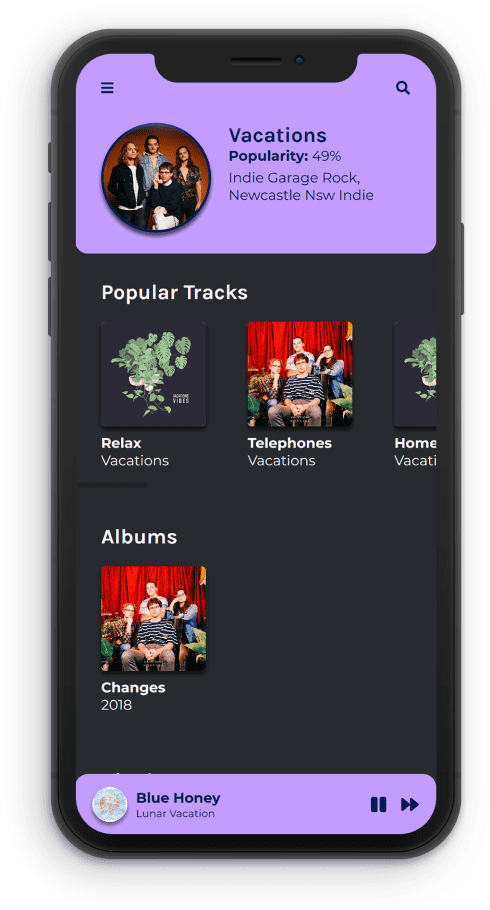 Vacations
Popularity: 49%
Indie Garage Rock,
Newcastle Nsw Indie
Popular Tracks
VACATIONS
VIBES
Relax
Vacations
Telephones
Vacations
Home
Vacati
Albums
Changes
2018
Blue Honey
Lunar Vacation